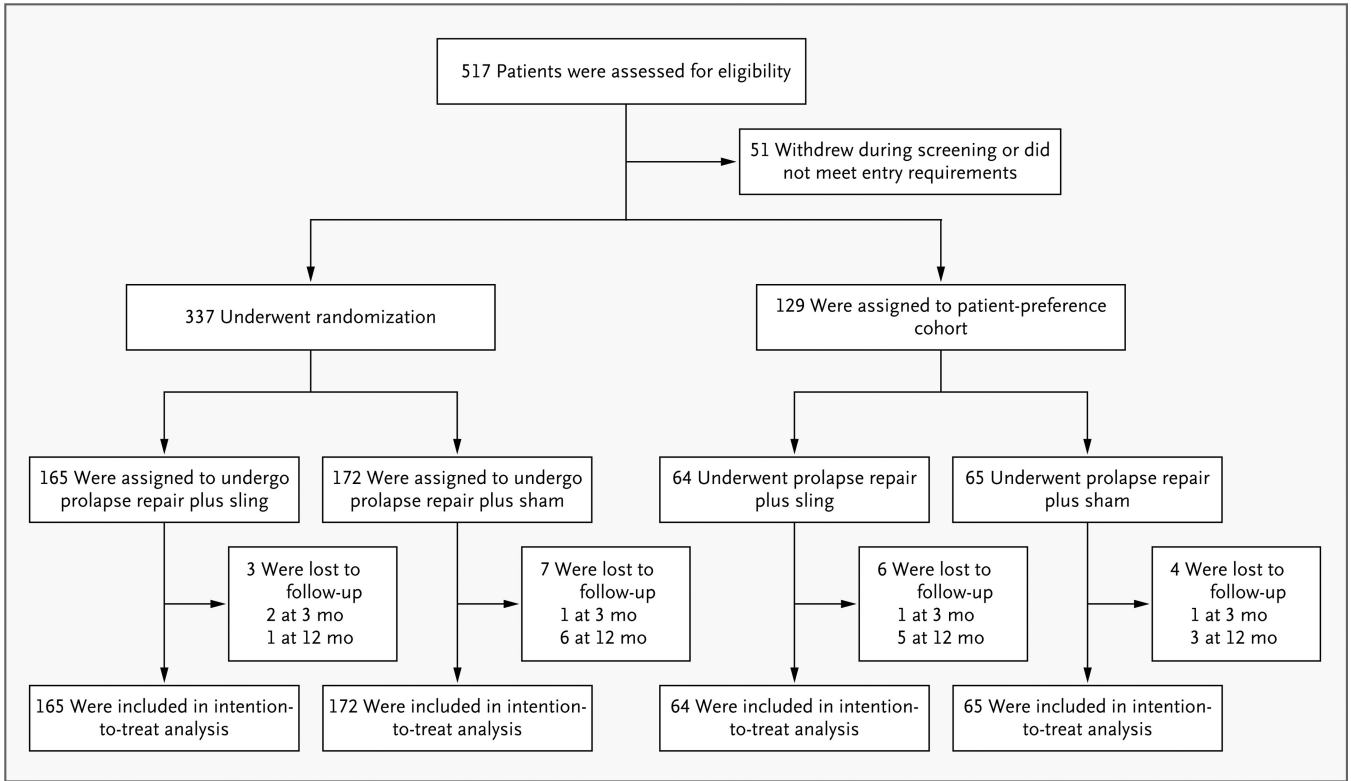 517 Patients were assessed for eligibility
51 Withdrew during screening or did
not meet entry requirements
337 Underwent randomization
129 Were assigned to patient-preference
cohort
165 Were assigned to undergo
prolapse repair plus sling
172 Were assigned to undergo
prolapse repair plus sham
64 Underwent prolapse repair
plus sling
65 Underwent prolapse repair
plus sham
3 Were lost to
follow-up
2 at 3 mo
1 at 12 mo
7 Were lost to
follow-up
1 at 3 mo
6 at 12 mo
6 Were lost to
follow-up
1 at 3 mo
5 at 12 mo
4 Were lost to
follow-up
1 at 3 mo
3 at 12 mo
165 Were included in intention-
to-treat analysis
172 Were included in intention-
to-treat analysis
64 Were included in intention-
to-treat analysis
65 Were included in intention-
to-treat analysis